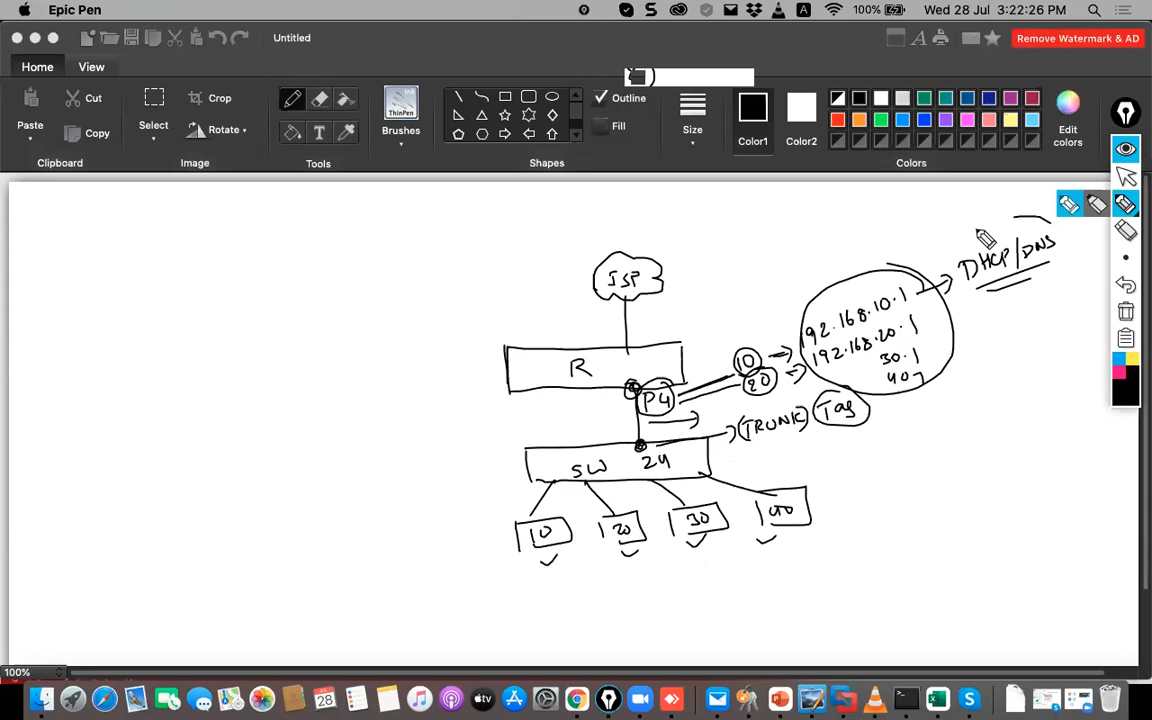 Epic Pen
100%
Wed 28 Jul 3:22:26 PM
Untitled
Remove Watermark & AD
Home
View
Paste
Cut
Copy
Select
Crop
Rotate
Brushes
Ink
ThinPen
Outline
Fill
Size
Color1
Color2
Edit
colors
Clipboard
Image
Tools
Shapes
Colors
ISP
DHCP/DNS
192.168.10.1
192.168.20.1
30.1
40.1
R
10
20
P4
(TRUNK)
Tag
SW
24
10
20
30
40
100%
28